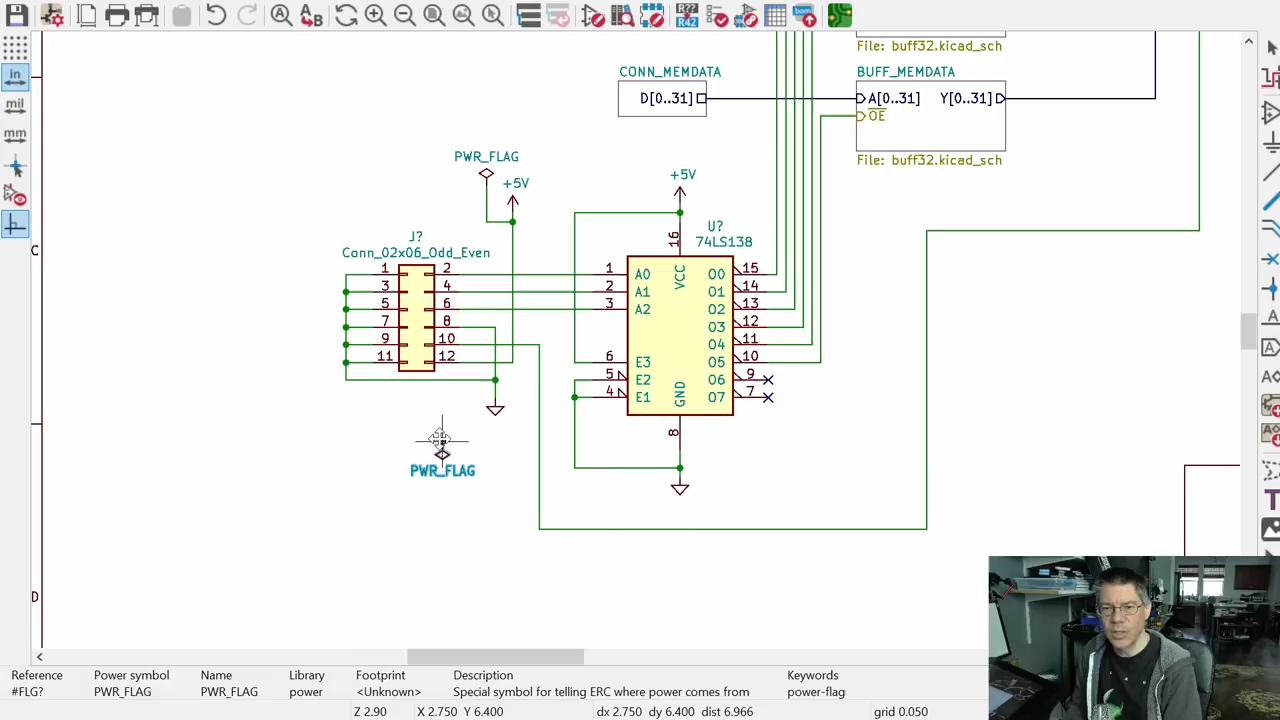 File: buff32.kicad_sch
CONN_MEMDATA
BUFF_MEMDATA
D[0..31]
A[0..31] Y[0..31]
OE
File: buff32.kicad_sch
in
mil
mm
PWR_FLAG
+5V
+5V
J?
Conn_02x06_Odd_Even
1 2
3 4
5 6
7 8
9 10
11 12
U?
74LS138
16
VCC
1 A0 O0 15
2 A1 O1 14
3 A2 O2 13
O3 12
O4 11
6 E3 O5 10
5 E2 O6 9
4 E1 O7 7
GND
8
PWR_FLAG
C
D
R??
R42
bom
A
B
A
A
T
Reference Power symbol Name Library Footprint Description Keywords
#FLG? PWR_FLAG PWR_FLAG power <Unknown> Special symbol for telling ERC where power comes from power-flag
Z 2.90 X 2.750 Y 6.400 dx 2.750 dy 6.400 dist 6.966 grid 0.050